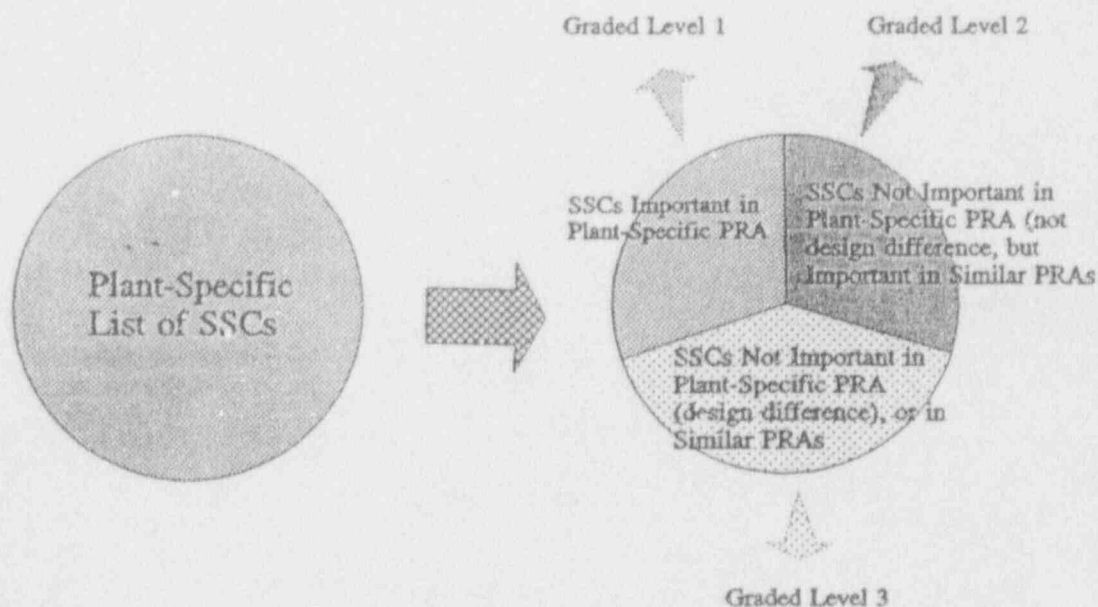 Graded Level 1
Graded Level 2
Plant-Specific
List of SSCs
SSCs Important in
Plant-Specific PRA
SSCs Not Important in
Plant-Specific PRA (not
design difference, but
Important in Similar PRAs
SSCs Not Important in
Plant-Specific PRA
(design difference), or in
Similar PRAs
Graded Level 3